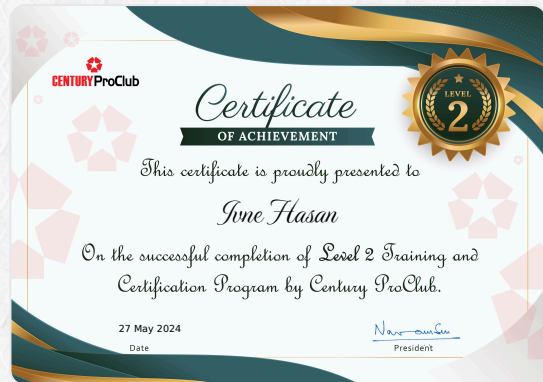 CENTURY ProClub
LEVEL
2
Certificate
OF ACHIEVEMENT
This certificate is proudly presented to
Ivne Hasan
On the successful completion of Level 2 Training and
Certification Program by Century ProClub.
27 May 2024
Date
President